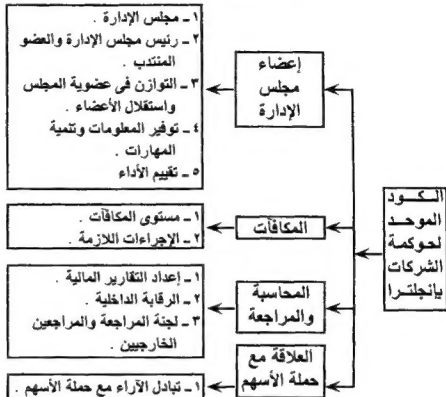 الكود
الموحد
لحوكمة
الشركات
بإنجلترا
أعضاء
مجلس
الإدارة
١ ـ مجلس الإدارة .
٢ ـ رئيس مجلس الإدارة والعضو
المنتدب .
٣ ـ التوازن فى عضوية المجلس
واستقلال الأعضاء .
٤ ـ توفير المعلومات وتنمية
المهارات .
٥ ـ تقييم الأداء
المكافآت
١ ـ مستوى المكافآت .
٢ ـ الإجراءات اللازمة .
المحاسبة
والمراجعة
١ ـ إعداد التقارير المالية .
٢ ـ الرقابة الداخلية .
٣ ـ لجنة المراجعة والمراجعين
الخارجيين .
العلاقة مع
حملة الأسهم
١ ـ تبادل الآراء مع حملة الأسهم .